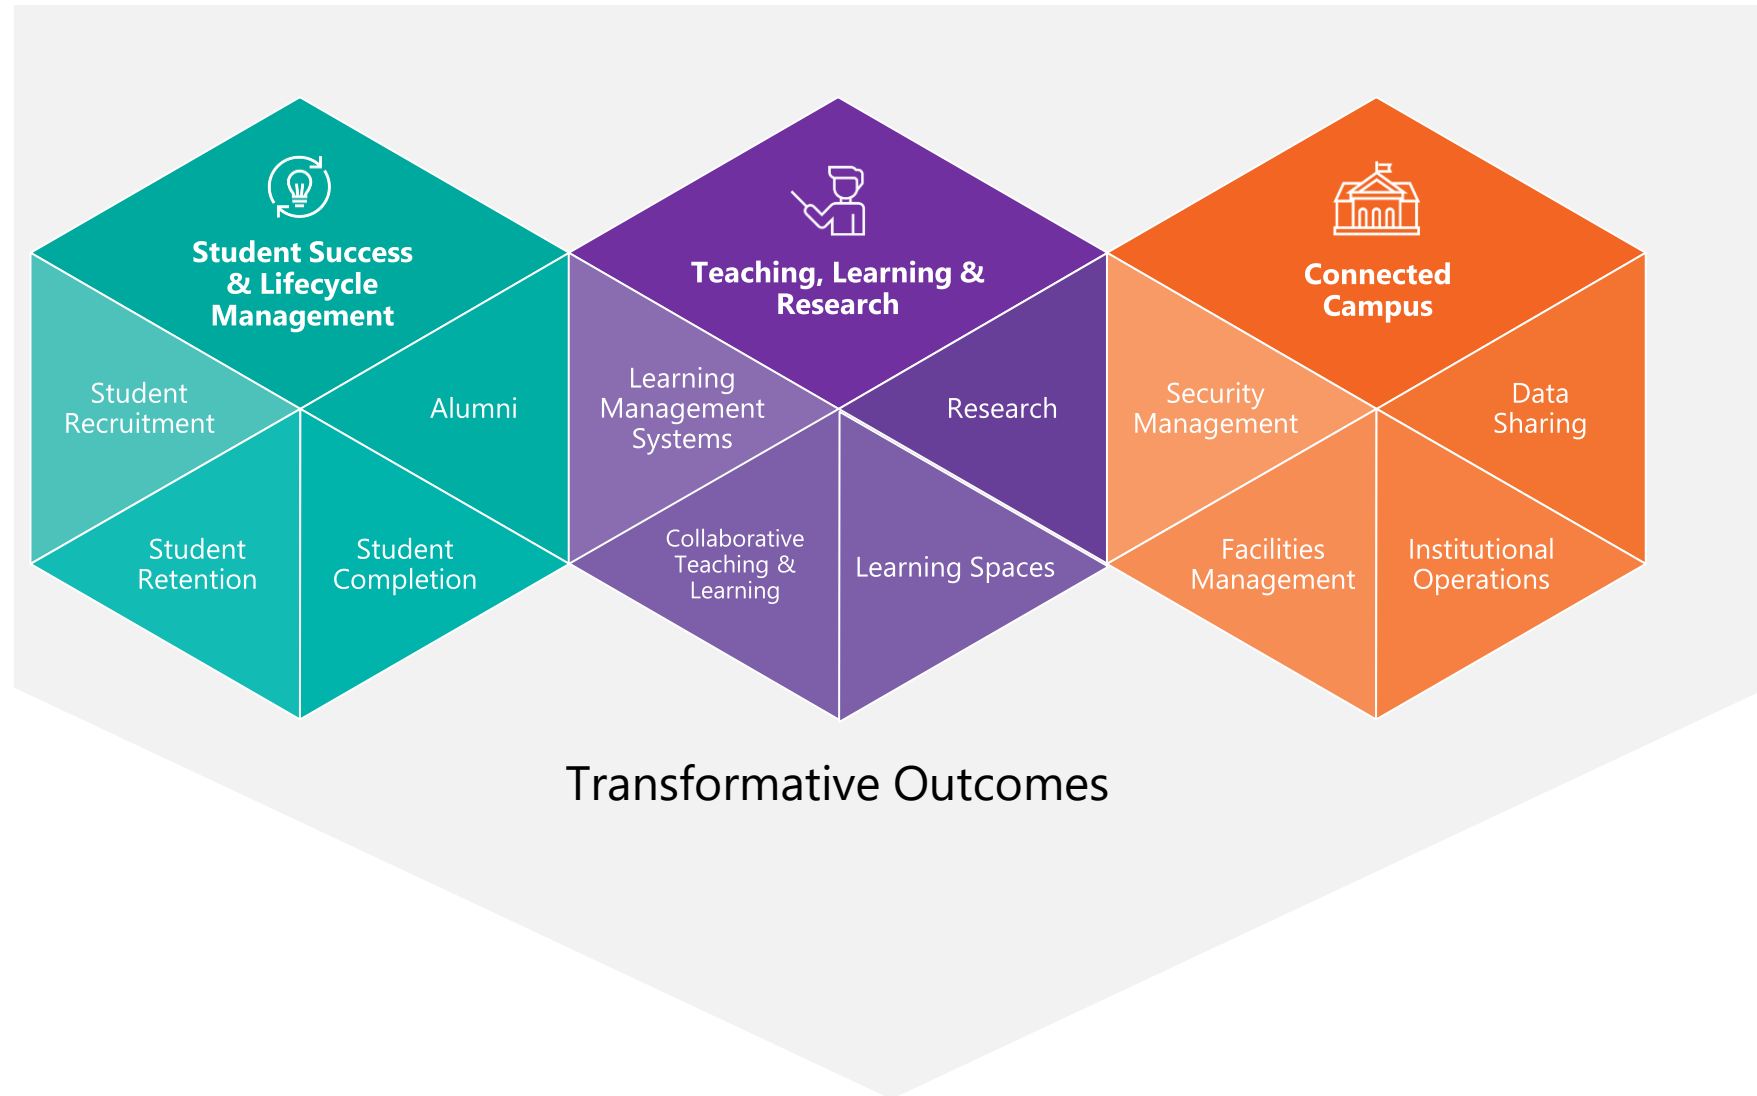 Student Success
& Lifecycle
Management
Student
Recruitment
Alumni
Student
Retention
Student
Completion
Teaching, Learning &
Research
Learning
Management
Systems
Research
Collaborative
Teaching &
Learning
Learning Spaces
Connected
Campus
Security
Management
Data
Sharing
Facilities
Management
Institutional
Operations
Transformative Outcomes